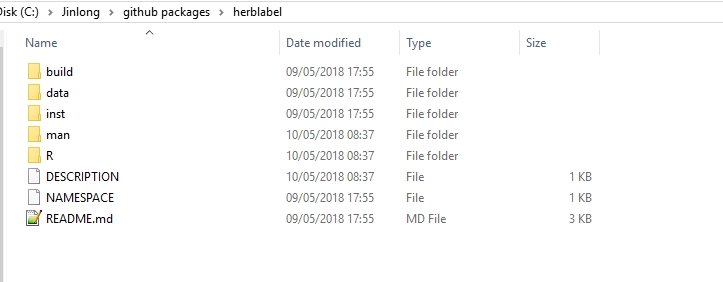 Disk (C:) > Jinlong > github packages > herblabel
Name Date modified Type Size
build 09/05/2018 17:55 File folder
data 09/05/2018 17:55 File folder
inst 09/05/2018 17:55 File folder
man 10/05/2018 08:37 File folder
R 10/05/2018 08:37 File folder
DESCRIPTION 10/05/2018 08:37 File 1 KB
NAMESPACE 09/05/2018 17:55 File 1 KB
README.md 09/05/2018 17:55 MD File 3 KB